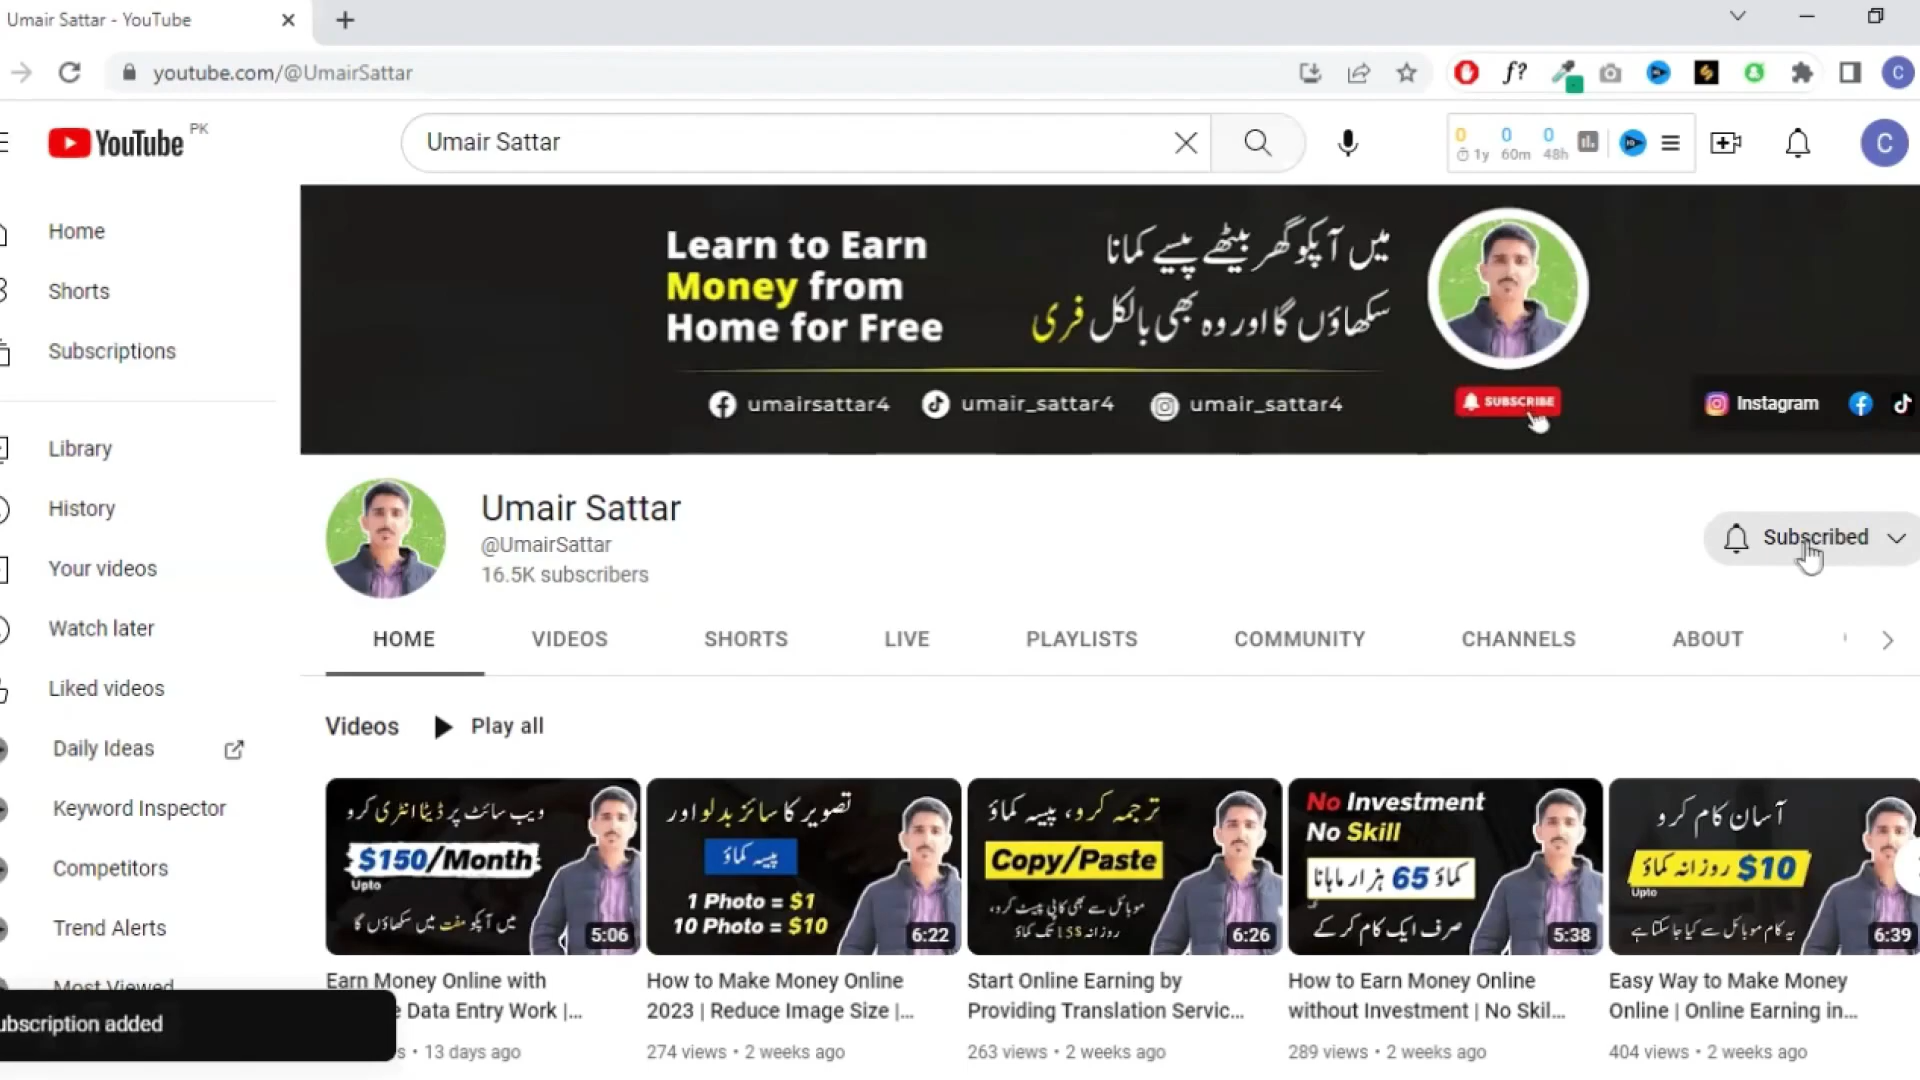 Umair Sattar - YouTube
youtube.com/@UmairSattar
f?
C
YouTube PK
Umair Sattar
0 0 0
1y 60m 48h
C
Home
Shorts
Subscriptions
Library
History
Your videos
Watch later
Liked videos
Daily Ideas
Keyword Inspector
Competitors
Trend Alerts
Most Viewed
ubscription added
Learn to Earn
Money from
Home for Free
میں آپکو گھر بیٹھے پیسے کمانا
سکھاؤں گا اور وہ بھی بالکل فری
umairsattar4 umair_sattar4 umair_sattar4
SUBSCRIBE
Instagram
Umair Sattar
@UmairSattar
16.5K subscribers
Subscribed
HOME VIDEOS SHORTS LIVE PLAYLISTS COMMUNITY CHANNELS ABOUT
Videos Play all
ویب سائٹ پر ڈیٹا انٹری کرو
$150/Month
Upto
میں آپکو مفت میں سکھاؤں گا
5:06
Earn Money Online with
e Data Entry Work |...
s • 13 days ago
تصویر کا سائز بدلو اور
پیسہ کماؤ
1 Photo = $1
10 Photo = $10
6:22
How to Make Money Online
2023 | Reduce Image Size |...
274 views • 2 weeks ago
ترجمہ کرو، پیسہ کماؤ
Copy/Paste
موبائل سے بھی کاپی پیسٹ کرو،
روزانہ 15$ تک کماؤ
6:26
Start Online Earning by
Providing Translation Servic...
263 views • 2 weeks ago
No Investment
No Skill
کماؤ 65 ہزار ماہانا
صرف ایک کام کر کے
5:38
How to Earn Money Online
without Investment | No Skil...
289 views • 2 weeks ago
آسان کام کرو
$10 روزانہ کماؤ
Upto
یہ کام موبائل سے کیا جا سکتا ہے
6:39
Easy Way to Make Money
Online | Online Earning in...
404 views • 2 weeks ago